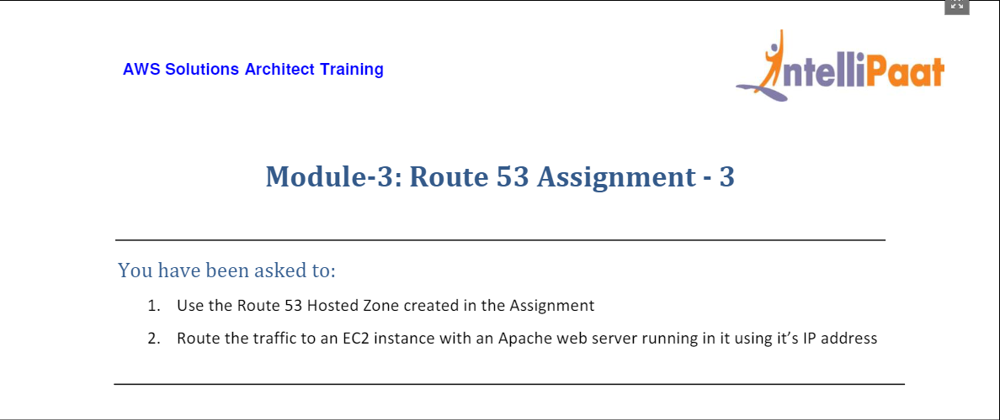 AWS Solutions Architect Training
IntelliPaat
Module-3: Route 53 Assignment - 3
You have been asked to:
1. Use the Route 53 Hosted Zone created in the Assignment
2. Route the traffic to an EC2 instance with an Apache web server running in it using it’s IP address